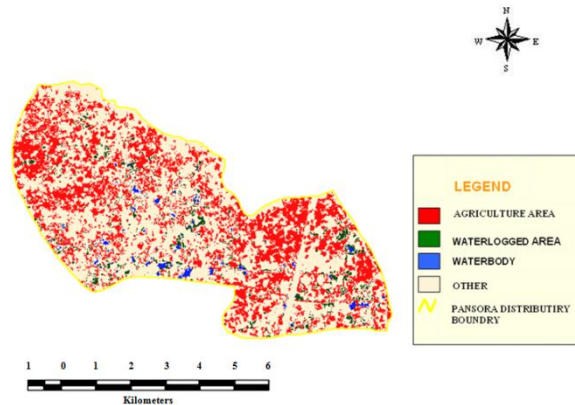 N
W E
S
LEGEND
AGRICULTURE AREA
WATERLOGGED AREA
WATERBODY
OTHER
PANSORA DISTRIBUTIRY
BOUNDRY
1 0 1 2 3 4 5 6
Kilometers